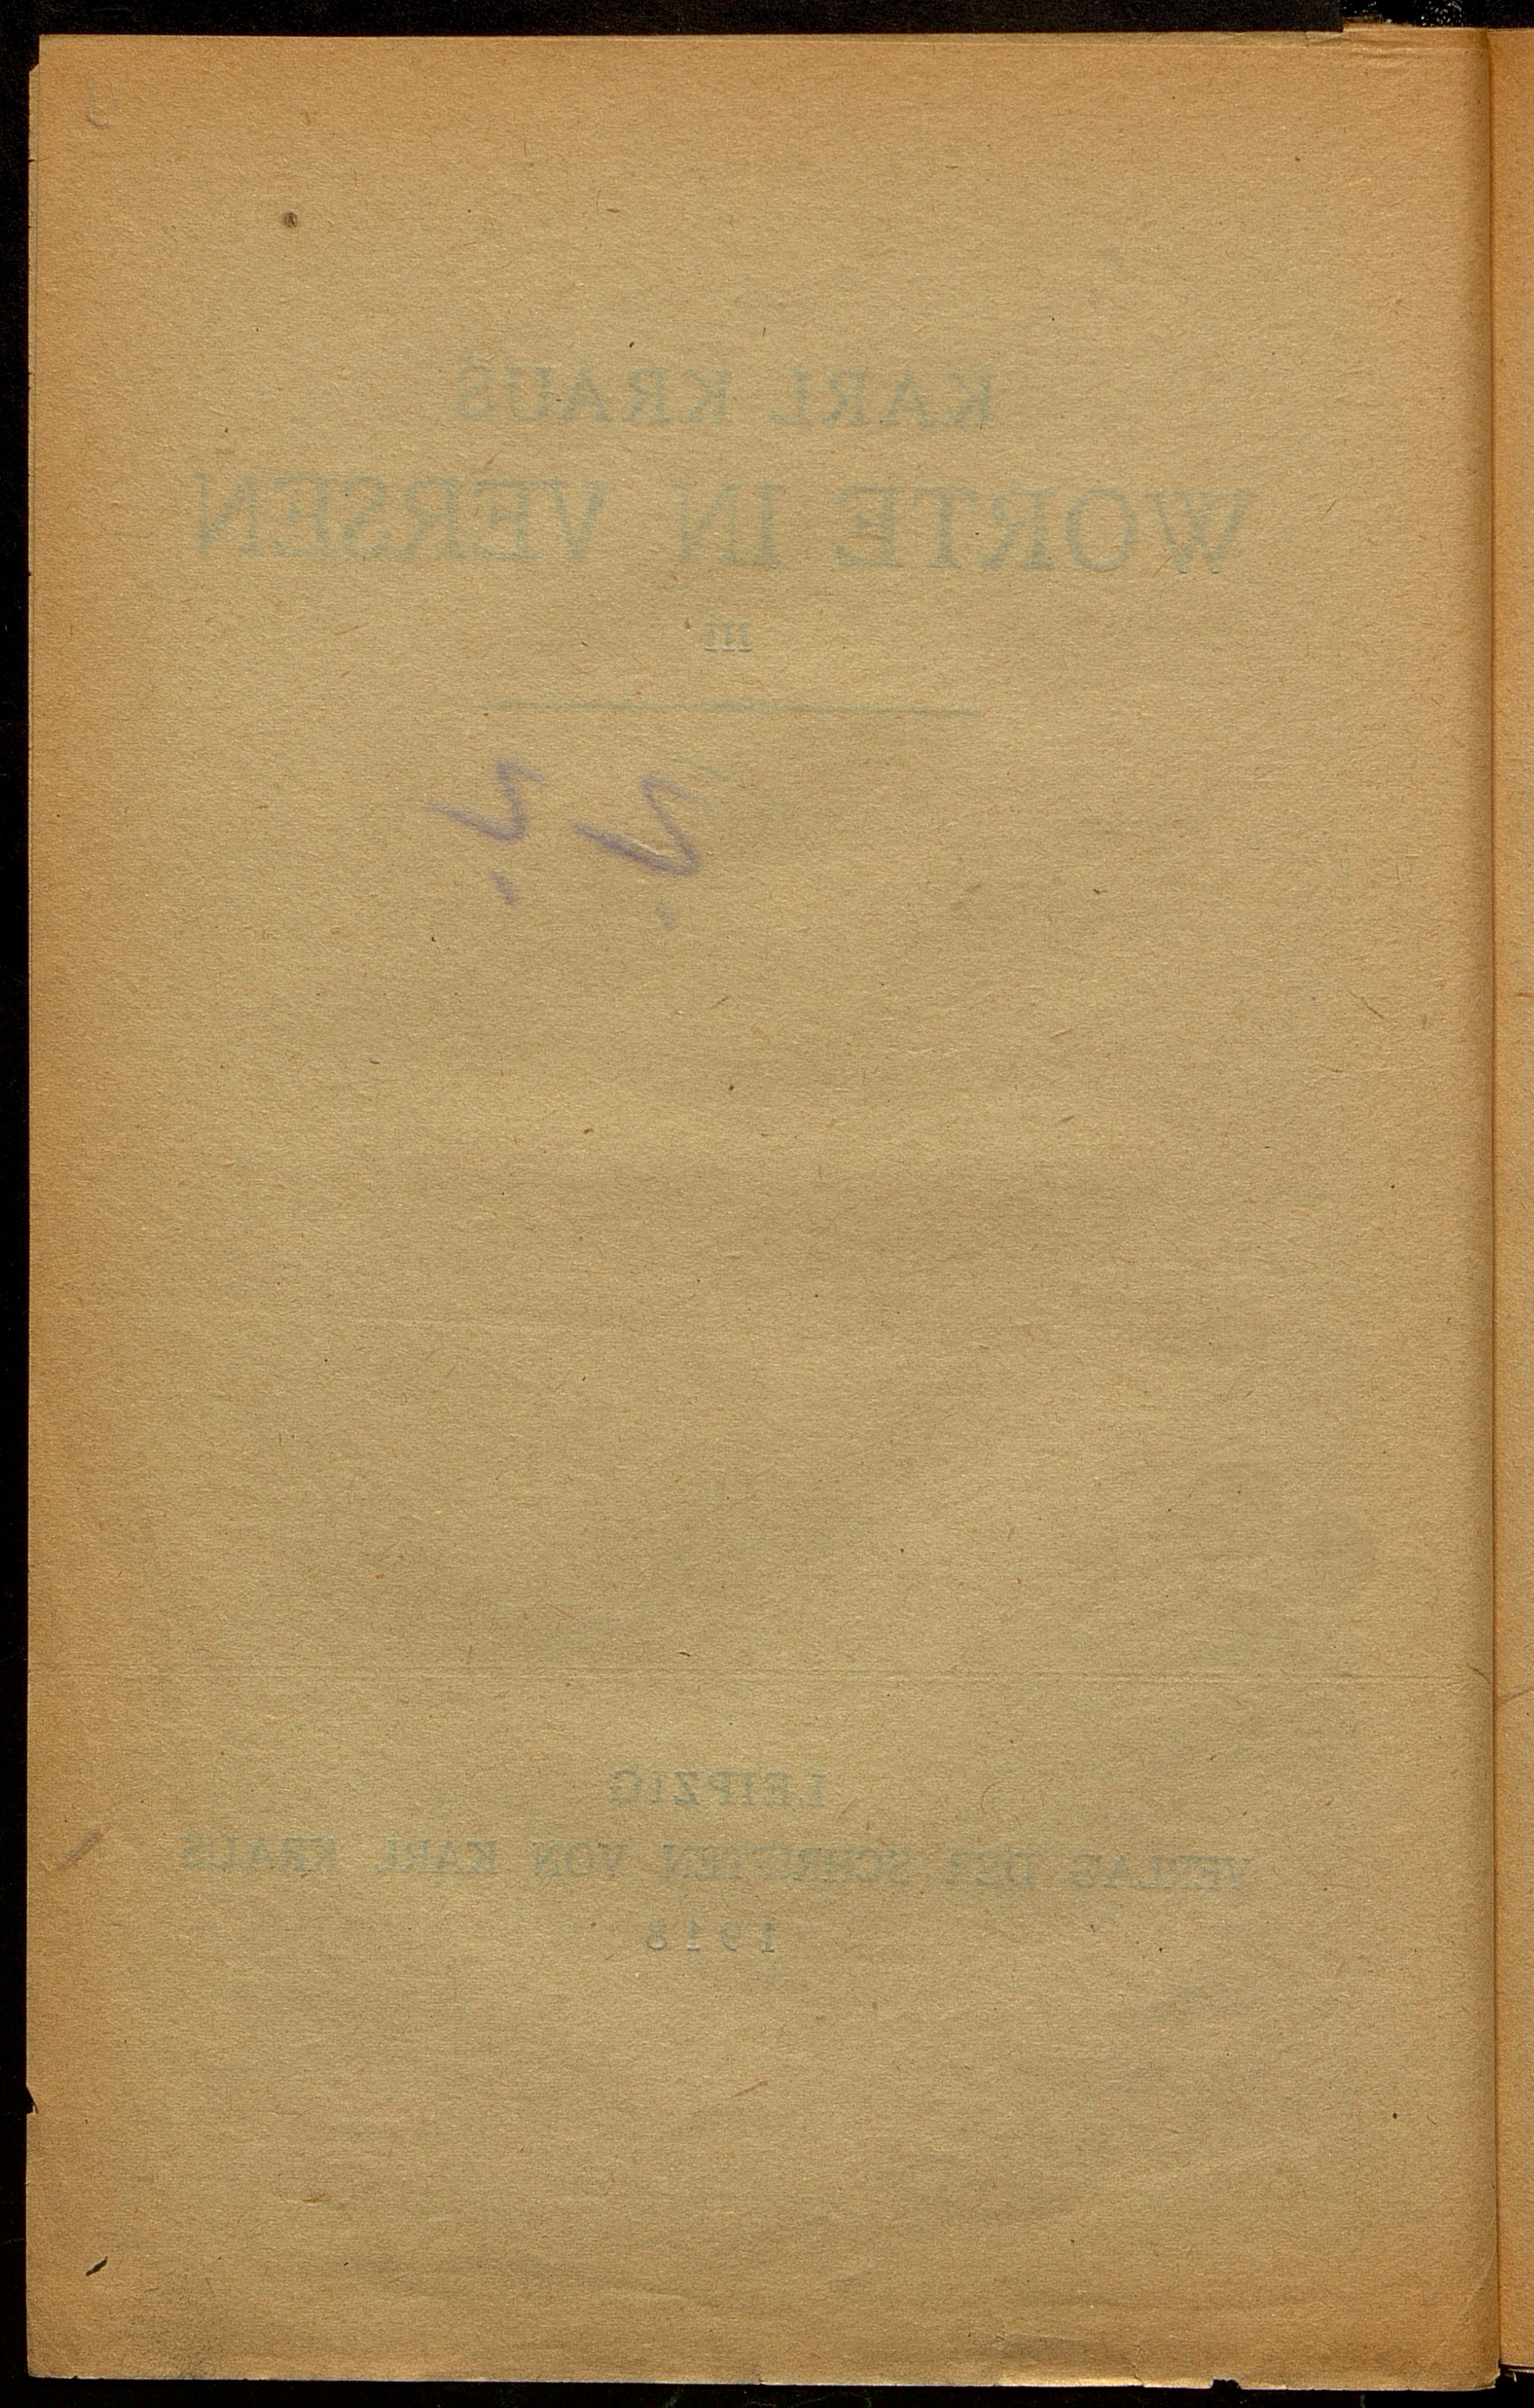 KARL KRAUS
WORTE IN VERSEN
III
LEIPZIG
VERLAG DER SCHRIFTEN VON KARL KRAUS
1918